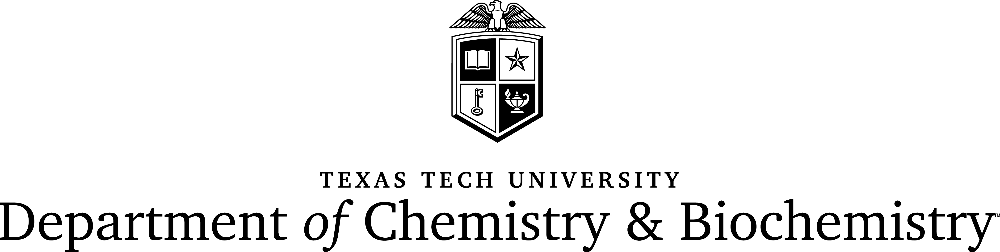 TEXAS TECH UNIVERSITY
Department of Chemistry & Biochemistry™